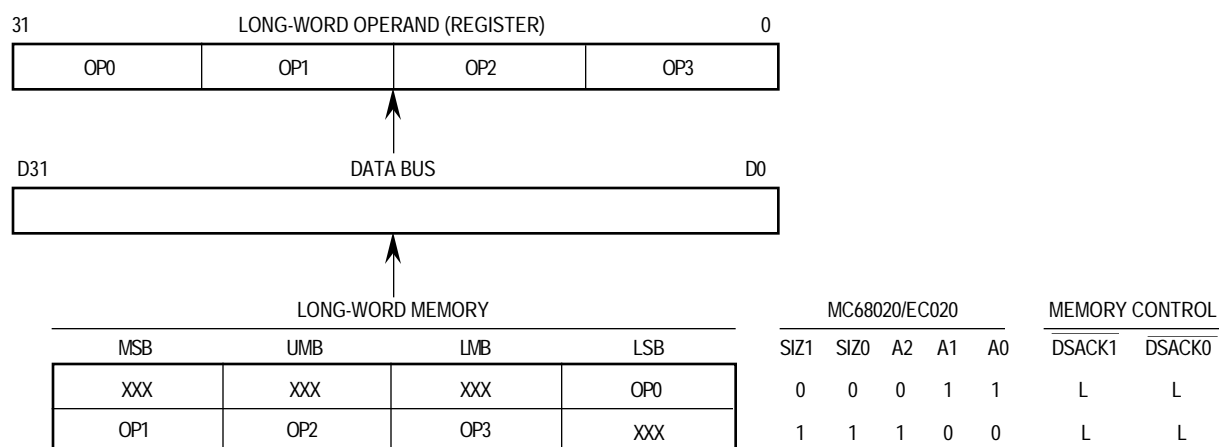 31 LONG-WORD OPERAND (REGISTER) 0
OP0 OP1 OP2 OP3
D31 DATA BUS D0
LONG-WORD MEMORY MC68020/EC020 MEMORY CONTROL
MSB UMB LMB LSB SIZ1 SIZ0 A2 A1 A0 DSACK1 DSACK0
XXX XXX XXX OP0 0 0 0 1 1 L L
OP1 OP2 OP3 XXX 1 1 1 0 0 L L